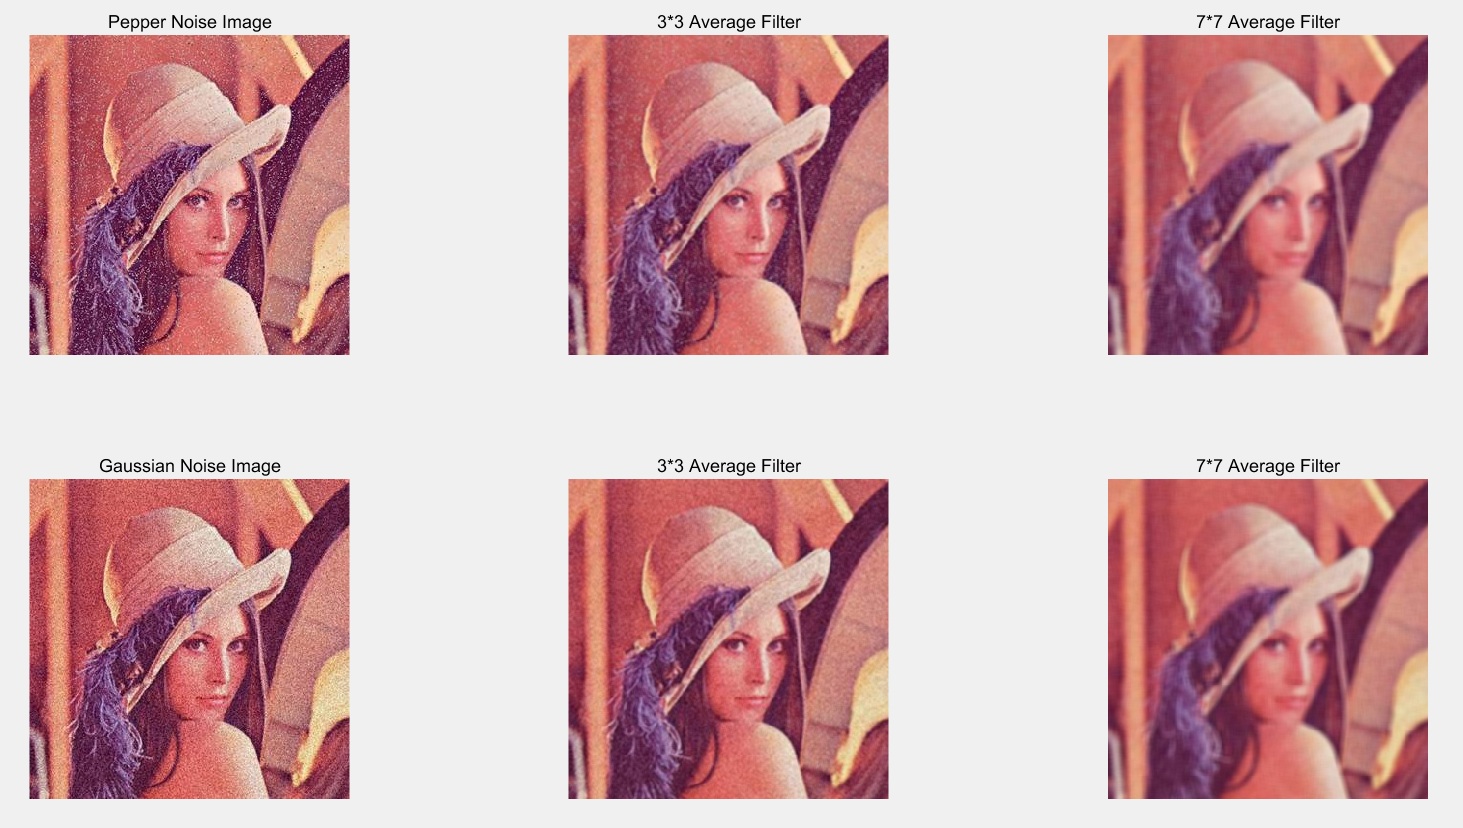 Pepper Noise Image
3*3 Average Filter
7*7 Average Filter
Gaussian Noise Image
3*3 Average Filter
7*7 Average Filter